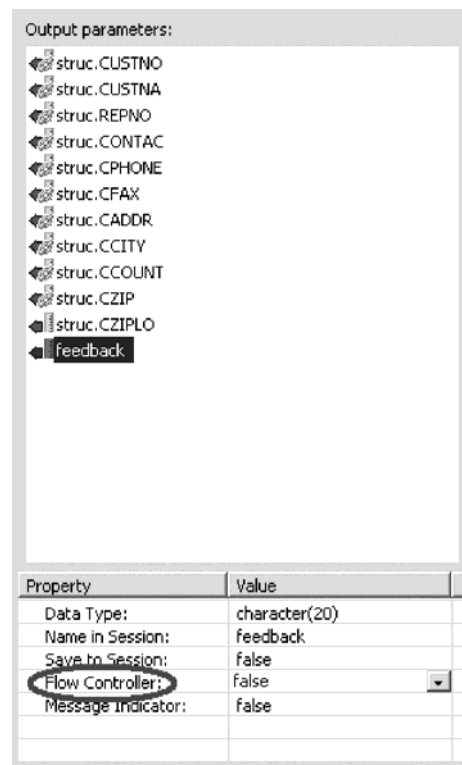 Output parameters:
struc.CUSTNO
struc.CUSTNA
struc.REPNO
struc.CONTAC
struc.CPHONE
struc.CFAX
struc.CADDR
struc.CCITY
struc.CCOUNT
struc.CZIP
struc.CZIPLO
feedback
Property Value
Data Type: character(20)
Name in Session: feedback
Save to Session: false
Flow Controller: false
Message Indicator: false